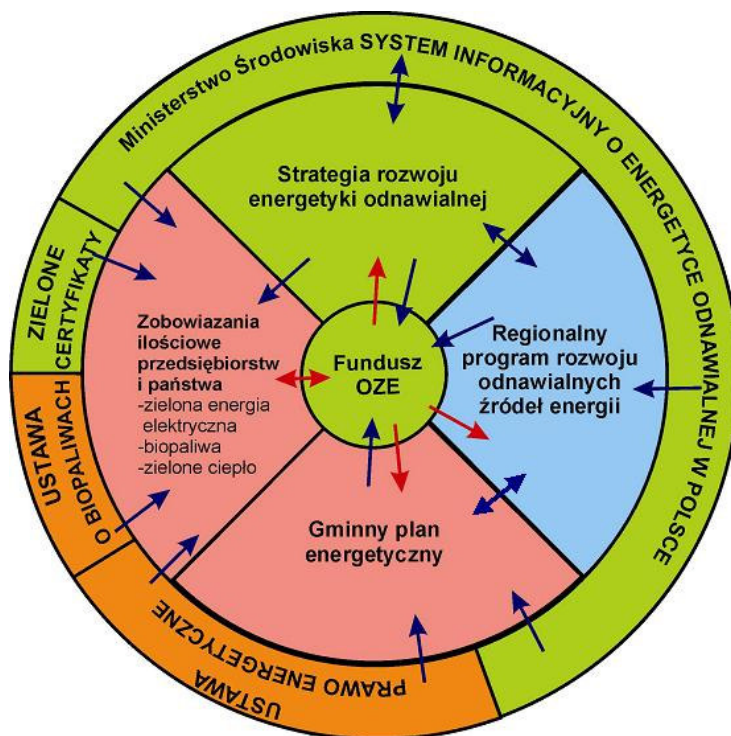 Ministerstwo Środowiska SYSTEM INFORMACYJNY O ENERGETYCE ODNAWIALNEJ W POLSCE
Strategia rozwoju
energetyki odnawialnej
ZIELONE
CERTYFIKATY
Zobowiazania
ilościowe
przedsiębiorstw
i państwa
-zielona energia
elektryczna
-biopaliwa
-zielone ciepło
Fundusz
OZE
Regionalny
program rozwoju
odnawialnych
źródeł energii
USTAWA
O BIOPALIWACH
Gminny plan
energetyczny
USTAWA
PRAWO ENERGETYCZNE